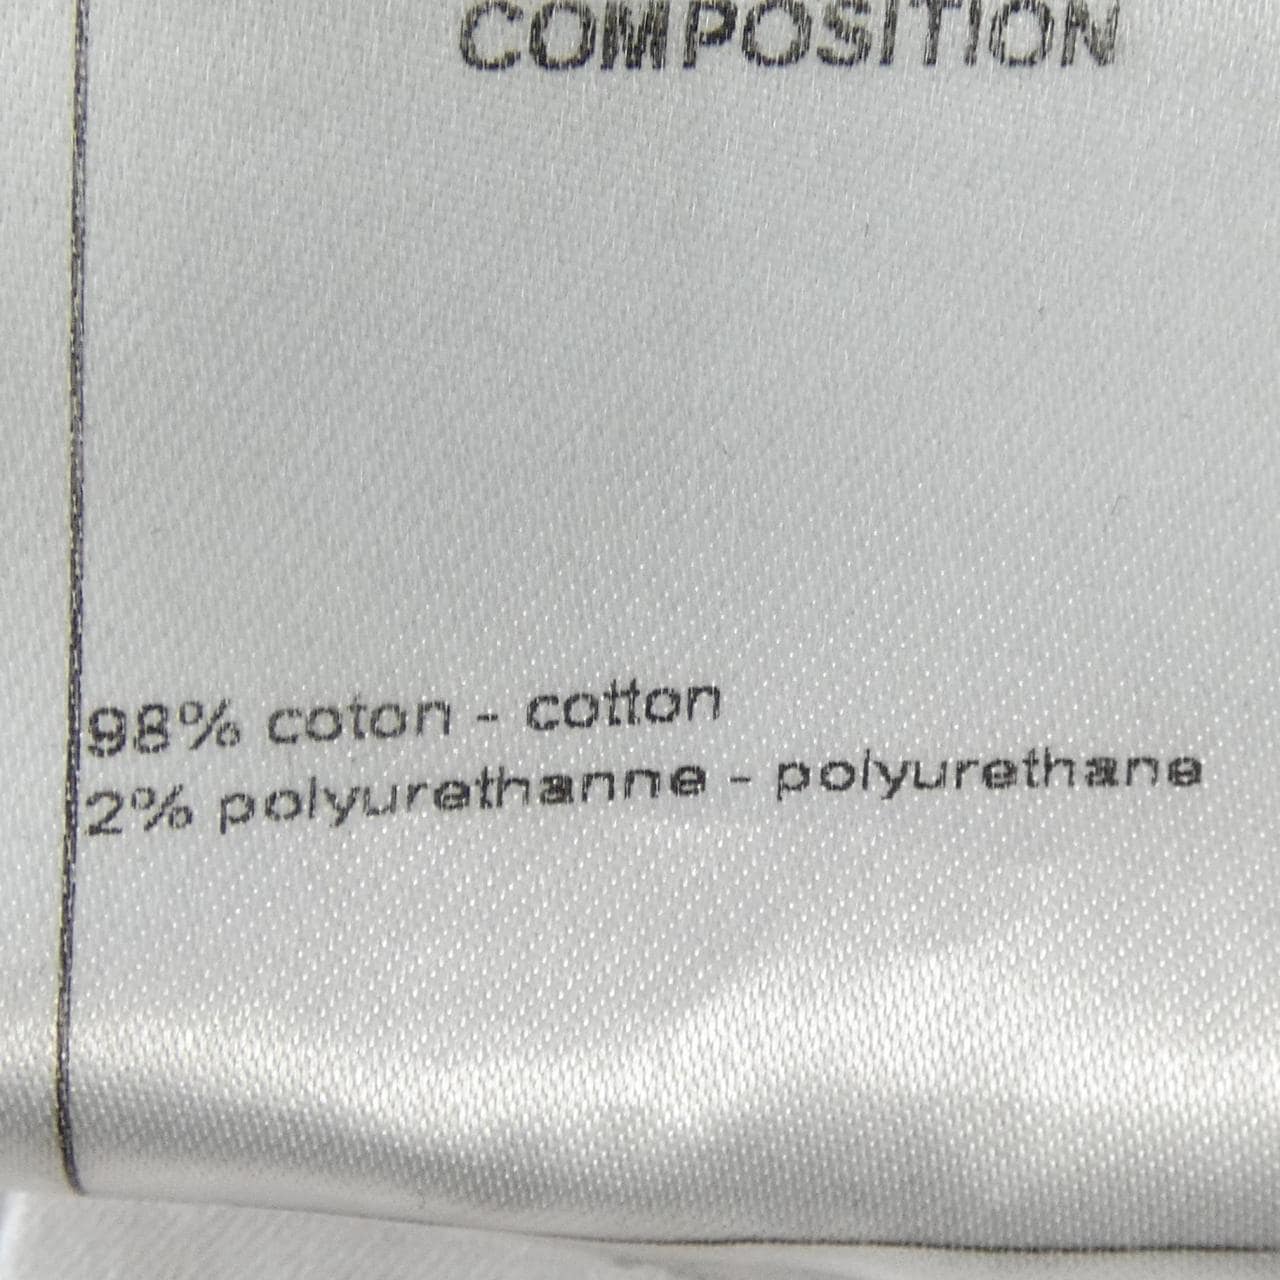 COMPOSITION
98% coton - cotton
2% polyurethanne - polyurethane